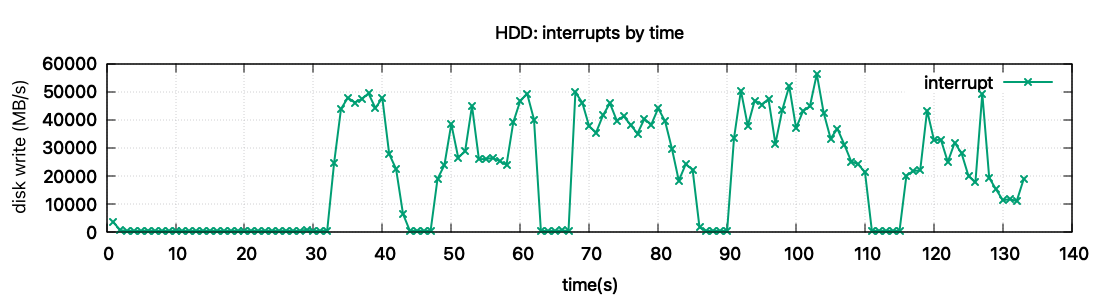 HDD: interrupts by time
60000
50000
40000
30000
20000
10000
0
disk write (MB/s)
interrupt
0 10 20 30 40 50 60 70 80 90 100 110 120 130 140
time(s)